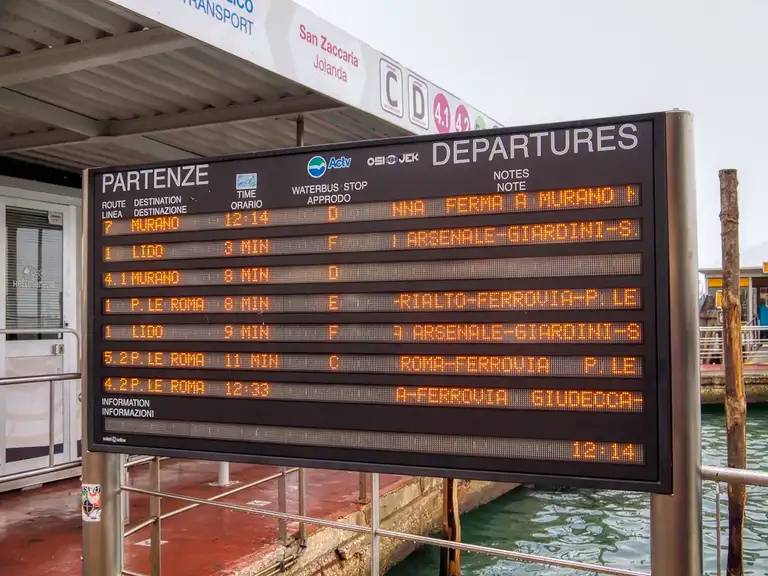 TRANSPORT
San Zaccaria
Jolanda
C D 4.1 4.2
PARTENZE Actv DEPARTURES
ROUTE DESTINATION TIME WATERBUS STOP NOTES
LINEA DESTINAZIONE ORARIO APPRODO NOTE
7 MURANO 12:14 D NNA FERMA A MURANO
1 LIDO 3 MIN F ARSENALE-GIARDINI-S
4.1 MURANO 8 MIN D
1 P.LE ROMA 8 MIN E -RIALTO-FERROVIA-P.LE
1 LIDO 9 MIN F ARSENALE-GIARDINI-S
5.2 P.LE ROMA 11 MIN C ROMA-FERROVIA P.LE
4.2 P.LE ROMA 12:33 A-FERROVIA GIUDECCA-
INFORMATION
INFORMAZIONI
12:14